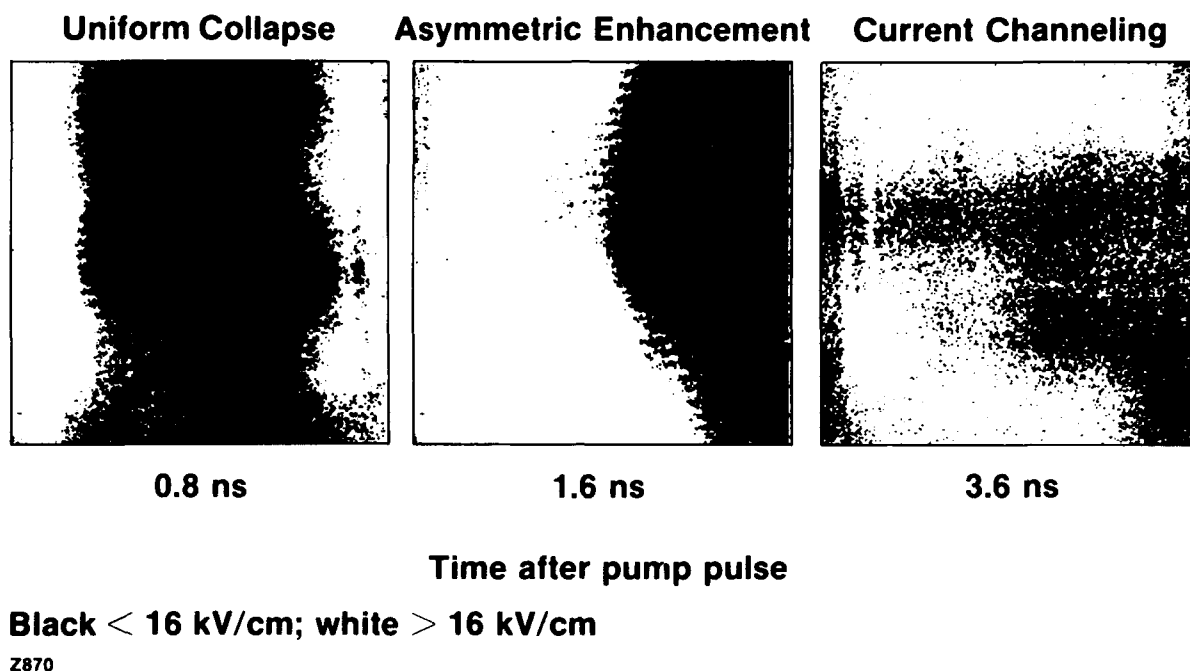 Uniform Collapse Asymmetric Enhancement Current Channeling
0.8 ns 1.6 ns 3.6 ns
Time after pump pulse
Black < 16 kV/cm; white > 16 kV/cm
Z870